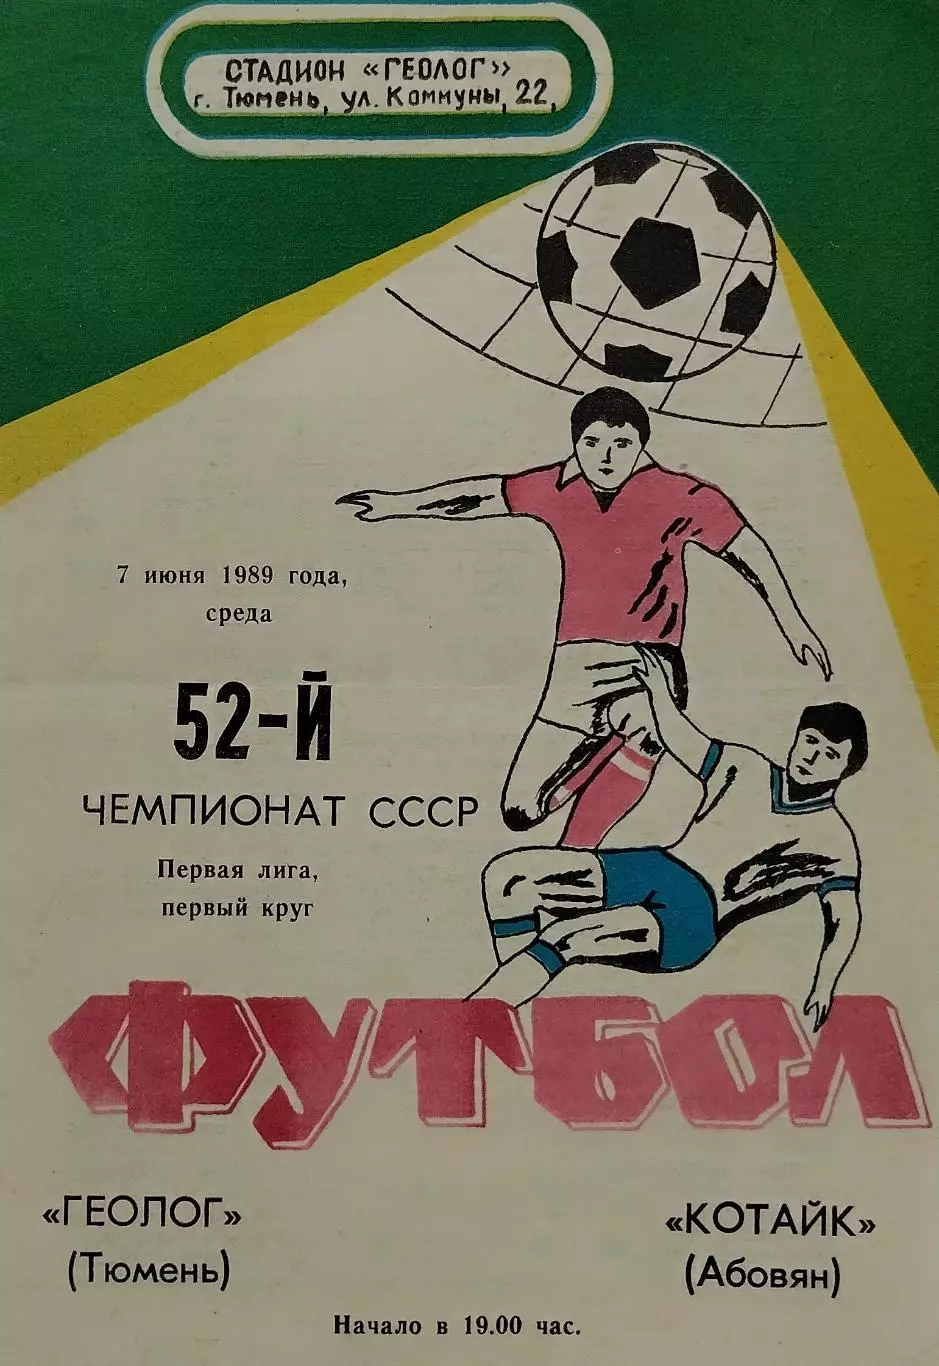 СТАДИОН «ГЕОЛОГ»
г. Тюмень, ул. Коммуны, 22,
7 июня 1989 года,
среда
52-Й
ЧЕМПИОНАТ СССР
Первая лига,
первый круг
ФУТБОЛ
«ГЕОЛОГ»
(Тюмень)
«КОТАЙК»
(Абовян)
Начало в 19.00 час.